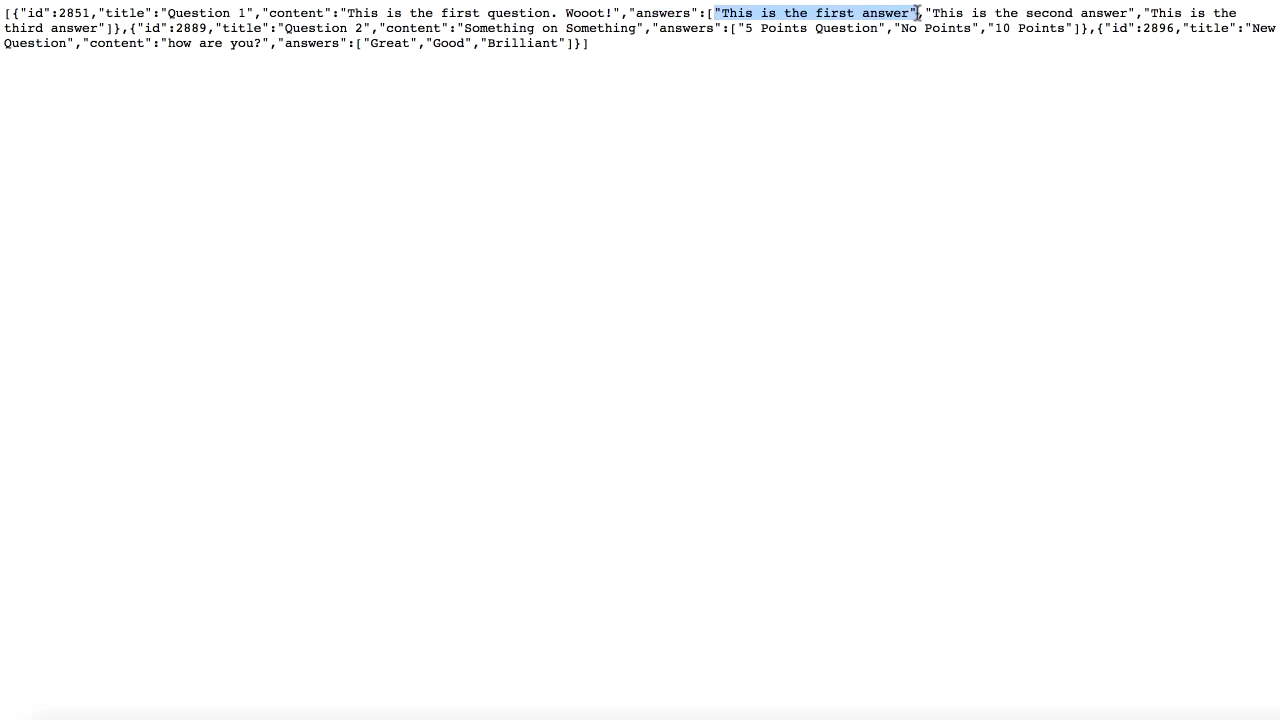 [{"id":2851,"title":"Question 1","content":"This is the first question. Wooot!","answers":["This is the first answer","This is the second answer","This is the
third answer"]},{"id":2889,"title":"Question 2","content":"Something on Something","answers":["5 Points Question","No Points","10 Points"]},{"id":2896,"title":"New
Question","content":"how are you?","answers":["Great","Good","Brilliant"]}]